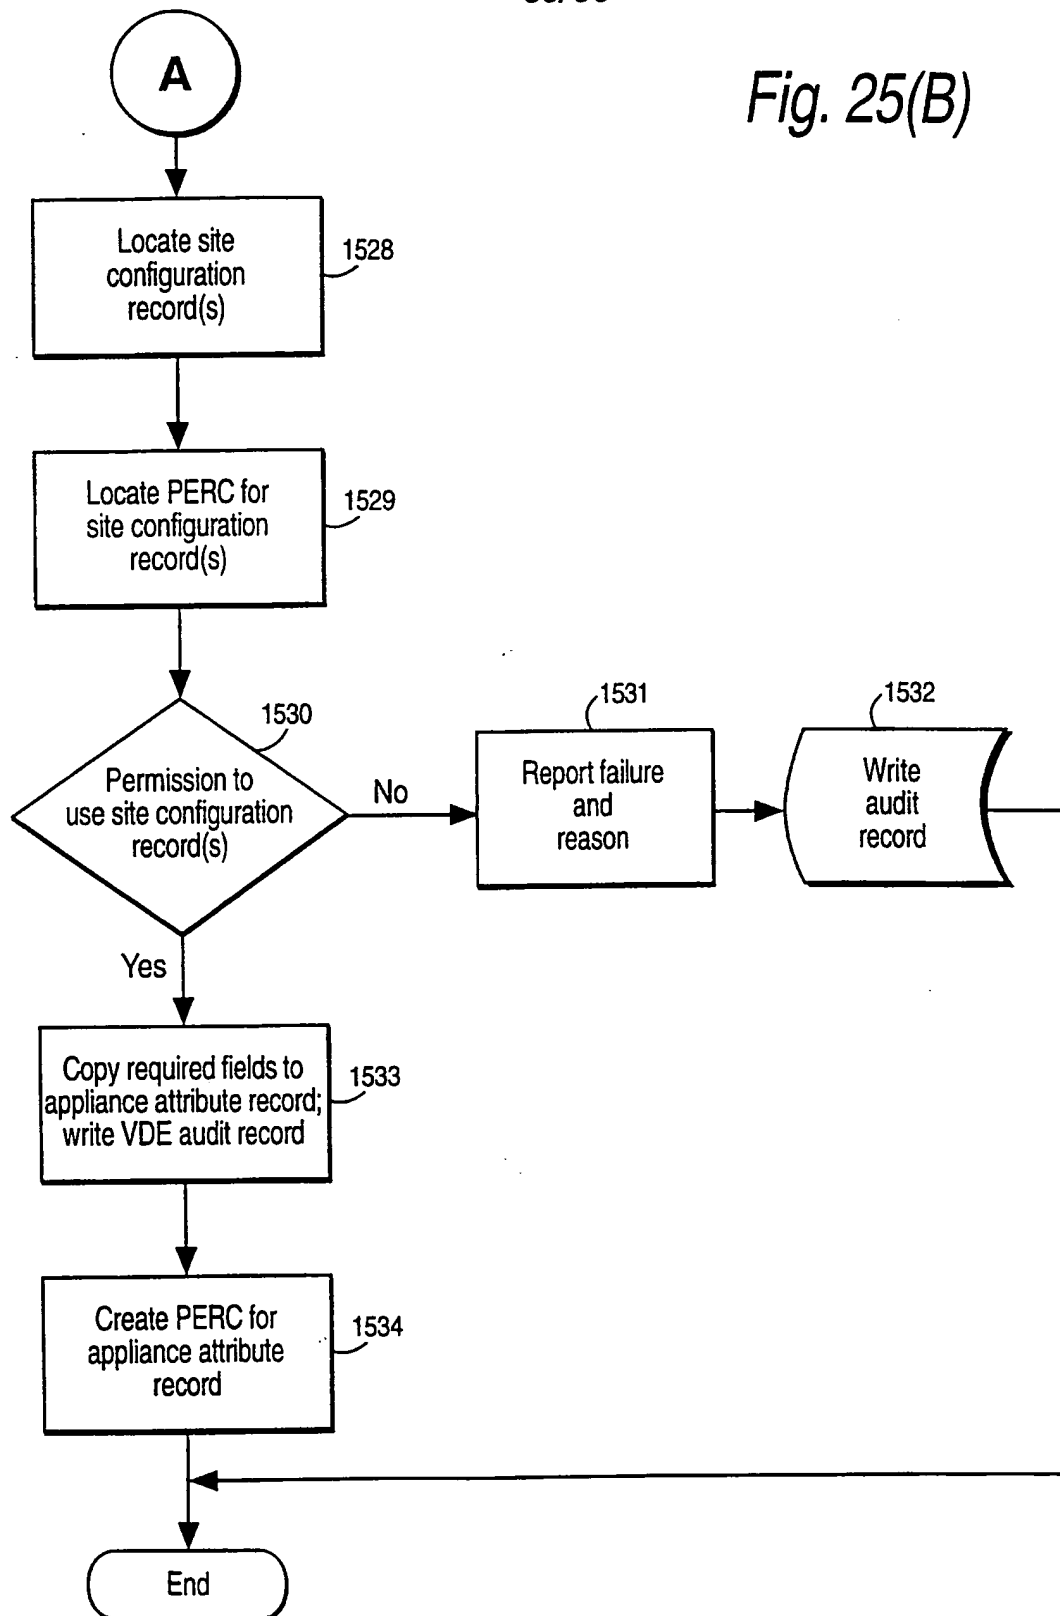 A
Fig. 25(B)
Locate site
configuration
record(s)
1528
Locate PERC for
site configuration
record(s)
1529
1530
Permission to
use site configuration
record(s)
No
1531
Report failure
and
reason
1532
Write
audit
record
Yes
Copy required fields to
appliance attribute record;
write VDE audit record
1533
Create PERC for
appliance attribute
record
1534
End